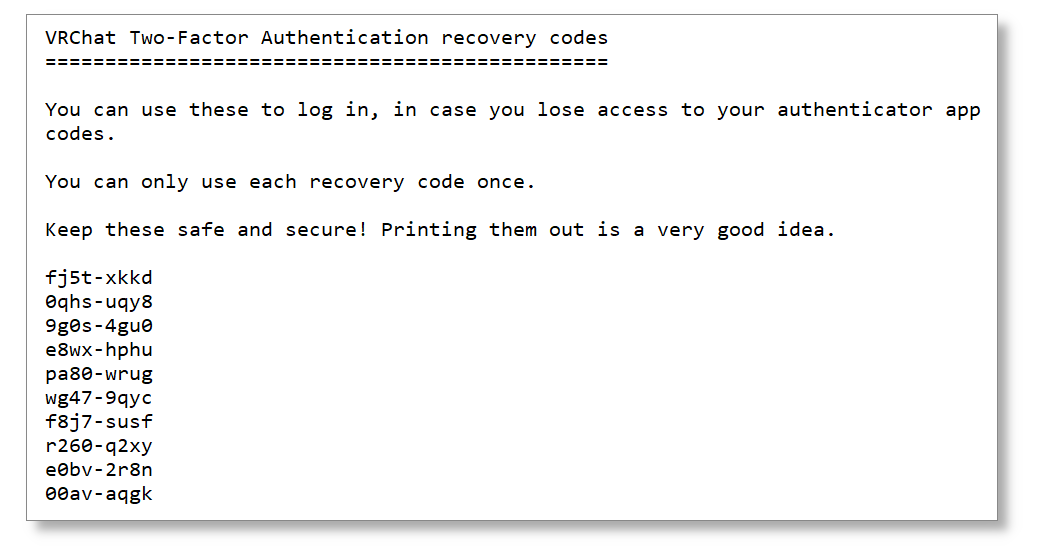 VRChat Two-Factor Authentication recovery codes
===============================================
You can use these to log in, in case you lose access to your authenticator app
codes.
You can only use each recovery code once.
Keep these safe and secure! Printing them out is a very good idea.
fj5t-xkkd
0qhs-uqy8
9g0s-4gu0
e8wx-hphu
pa80-wrug
wg47-9qyc
f8j7-susf
r260-q2xy
e0bv-2r8n
00av-aqgk